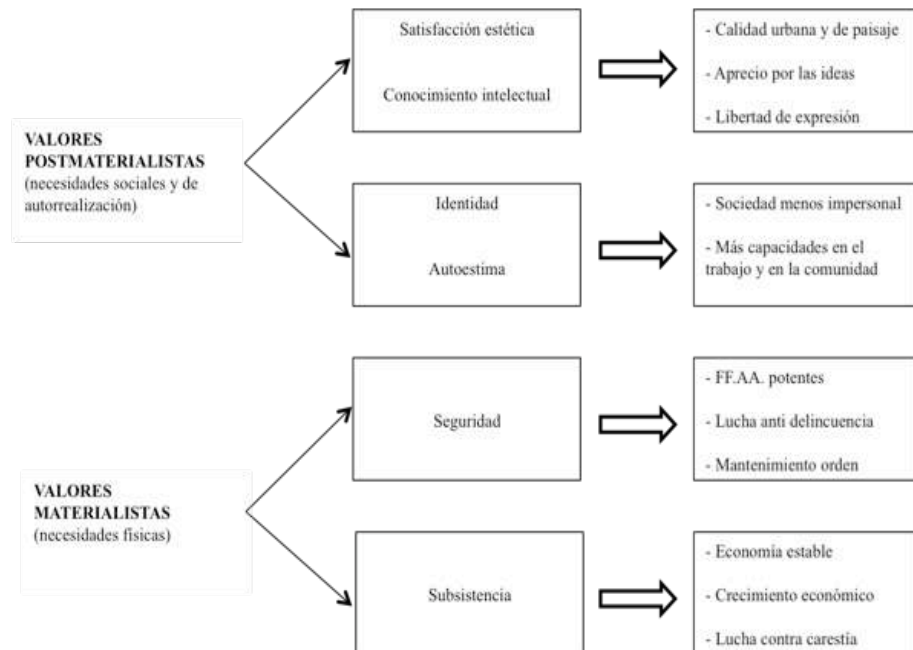 VALORES
POSTMATERIALISTAS
(necesidades sociales y de
autorrealización)
Satisfacción estética
Conocimiento intelectual
- Calidad urbana y de paisaje
- Aprecio por las ideas
- Libertad de expresión
Identidad
Autoestima
- Sociedad menos impersonal
- Más capacidades en el
trabajo y en la comunidad
VALORES
MATERIALISTAS
(necesidades físicas)
Seguridad
- FF.AA. potentes
- Lucha anti delincuencia
- Mantenimiento orden
Subsistencia
- Economía estable
- Crecimiento económico
- Lucha contra carestía